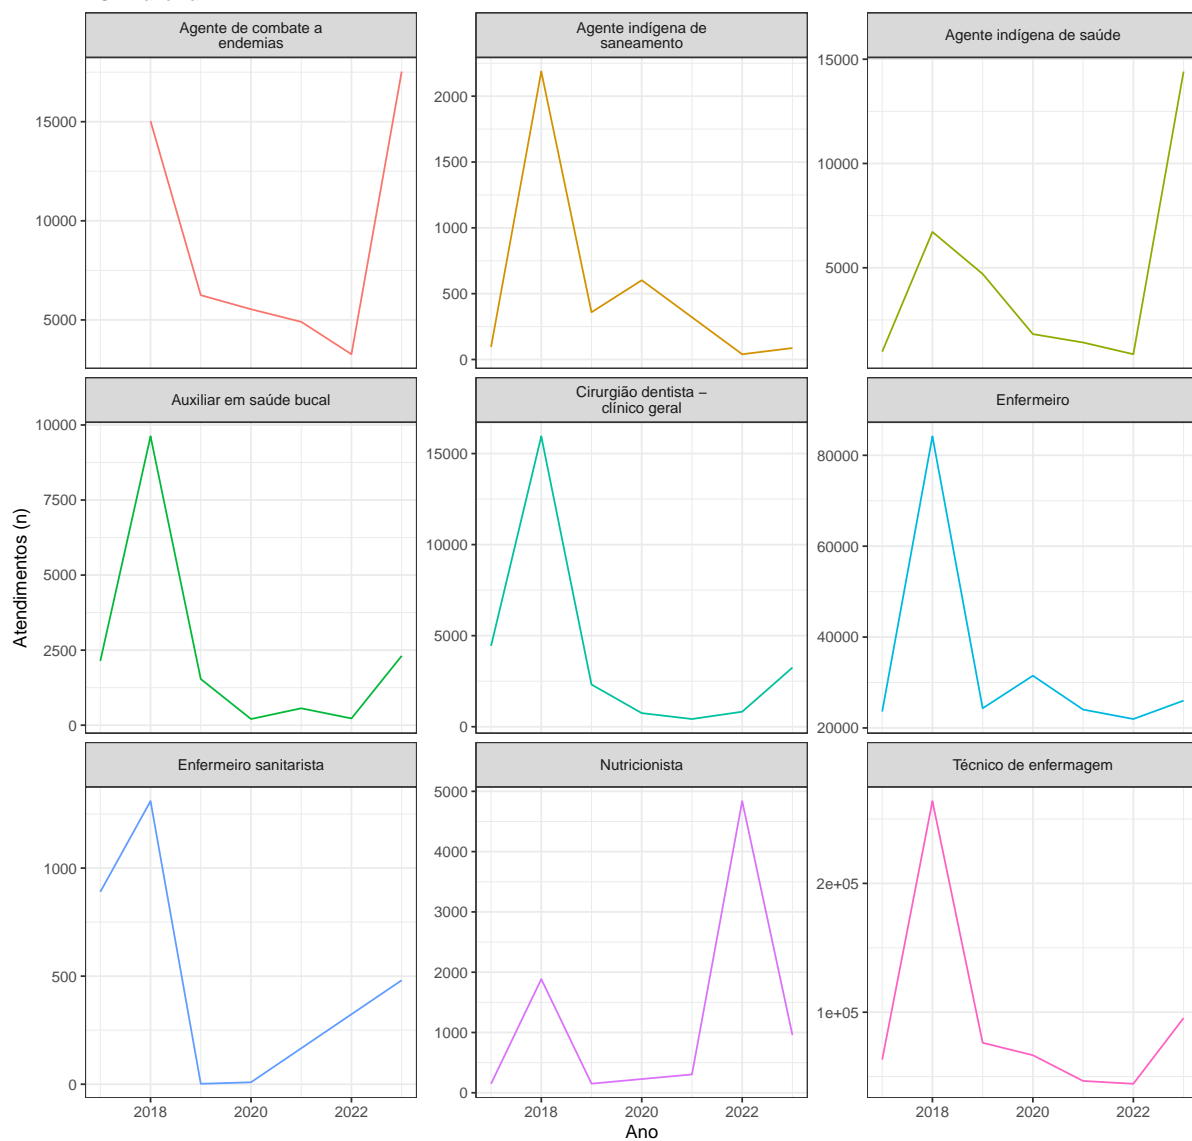 Agente de combate a
endemias
Agente indígena de
saneamento
Agente indígena de saúde
15000
10000
5000
2000
1500
1000
500
0
15000
10000
5000
Auxiliar em saúde bucal
Cirurgião dentista –
clínico geral
Enfermeiro
10000
7500
5000
2500
0
15000
10000
5000
0
80000
60000
40000
20000
Atendimentos (n)
Enfermeiro sanitarista
Nutricionista
Técnico de enfermagem
1000
500
0
5000
4000
3000
2000
1000
0
2e+05
1e+05
2018 2020 2022
2018 2020 2022
2018 2020 2022
Ano